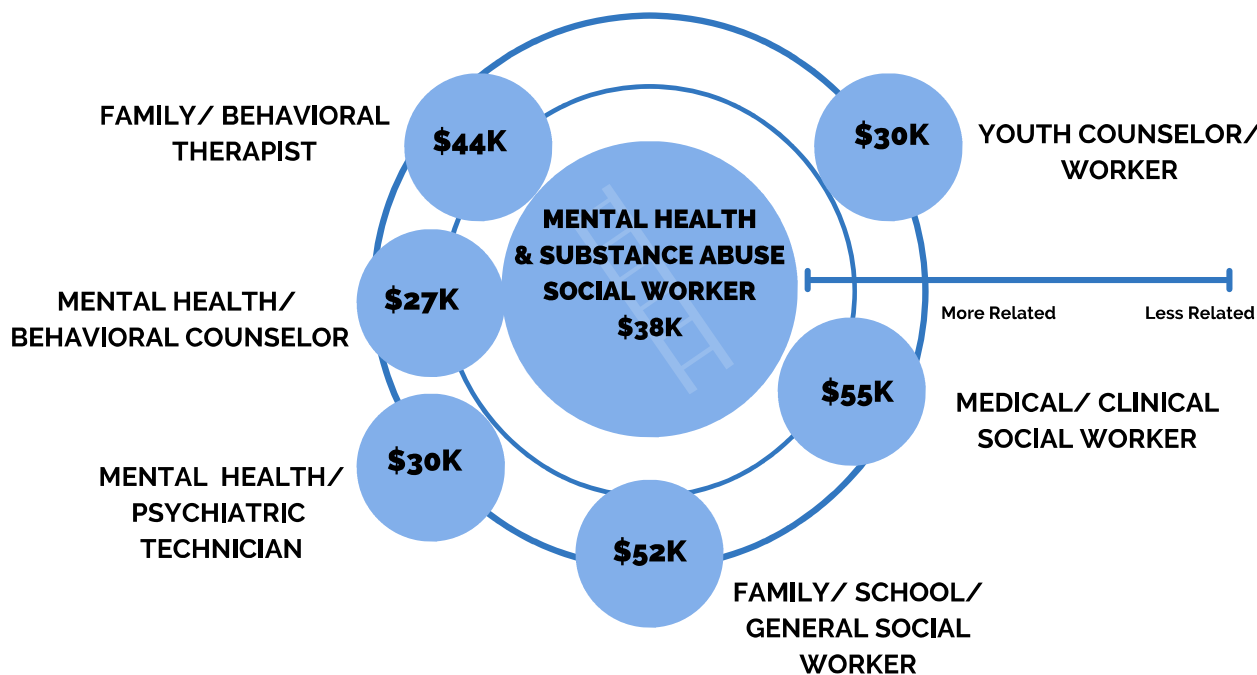 FAMILY/ BEHAVIORAL
THERAPIST
$44K
$30K
YOUTH COUNSELOR/
WORKER
MENTAL HEALTH
& SUBSTANCE ABUSE
SOCIAL WORKER
$38K
MENTAL HEALTH/
BEHAVIORAL COUNSELOR
$27K
More Related
Less Related
$55K
MEDICAL/ CLINICAL
SOCIAL WORKER
MENTAL HEALTH/
PSYCHIATRIC
TECHNICIAN
$30K
$52K
FAMILY/ SCHOOL/
GENERAL SOCIAL
WORKER